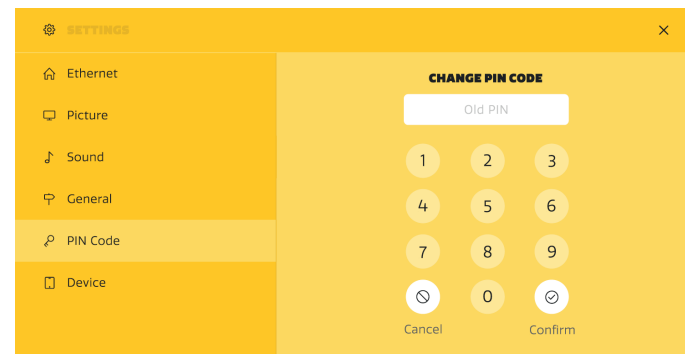 SETTINGS
Ethernet
Picture
Sound
General
PIN Code
Device
CHANGE PIN CODE
Old PIN
1 2 3
4 5 6
7 8 9
0
Cancel Confirm